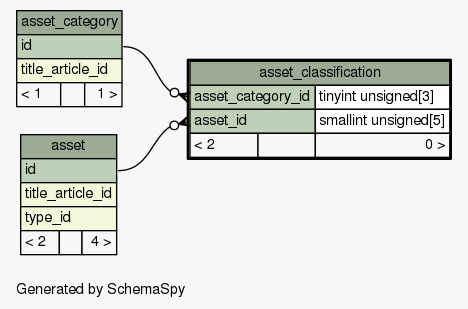 asset_category
id
title_article_id
< 1 1 >
asset_classification
asset_category_id tinyint unsigned[3]
asset_id smallint unsigned[5]
< 2 0 >
asset
id
title_article_id
type_id
< 2 4 >
Generated by SchemaSpy